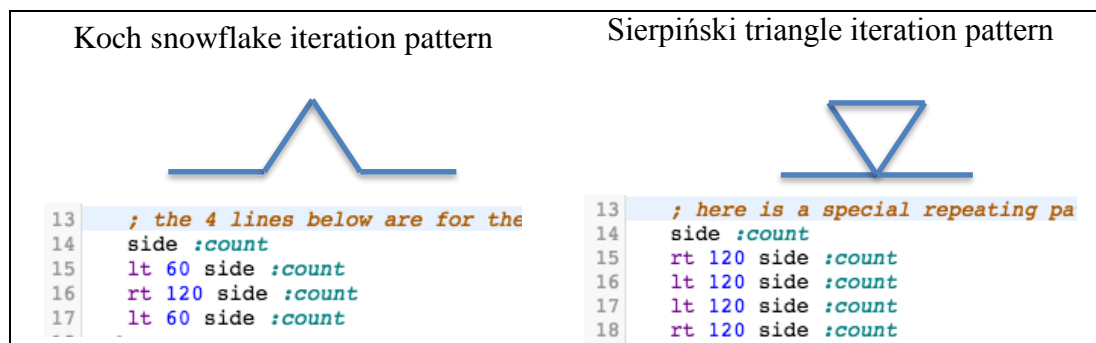 Koch snowflake iteration pattern
Sierpiński triangle iteration pattern
13 ; the 4 lines below are for the
14 side :count
15 lt 60 side :count
16 rt 120 side :count
17 lt 60 side :count
13 ; here is a special repeating pa
14 side :count
15 rt 120 side :count
16 lt 120 side :count
17 lt 120 side :count
18 rt 120 side :count